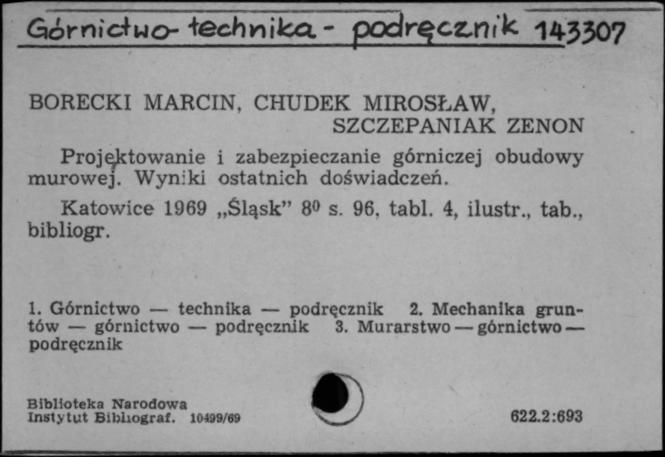 Górnictwo-technika - podręcznik 143307
BORECKI MARCIN, CHUDEK MIROSŁAW,
SZCZEPANIAK ZENON
Projektowanie i zabezpieczanie górniczej obudowy
murowej. Wyniki ostatnich doświadczeń.
Katowice 1969 „Śląsk” 8⁰ s. 96, tabl. 4, ilustr., tab.,
bibliogr.
1. Górnictwo — technika — podręcznik 2. Mechanika grun-
tów — górnictwo — podręcznik 3. Murarstwo — górnictwo —
podręcznik
Biblioteka Narodowa
Instytut Bibliograf. 10499/69
622.2:693